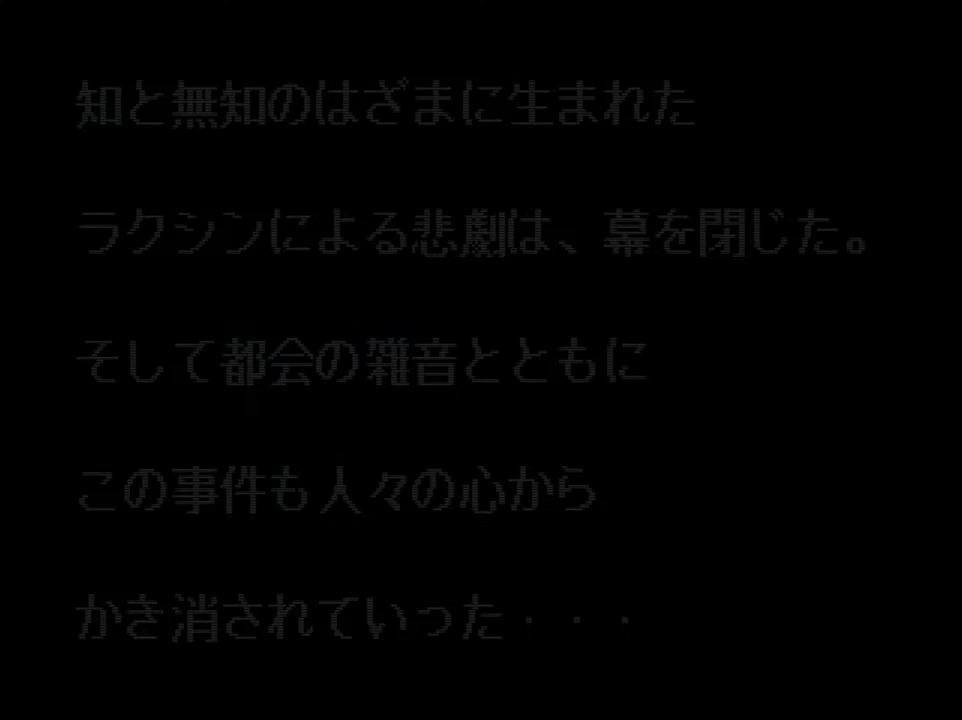 知と無知のはざまに生まれた
ラクシンによる悲劇は、幕を閉じた。
そして都会の雑音とともに
この事件も人々の心から
かき消されていった・・・